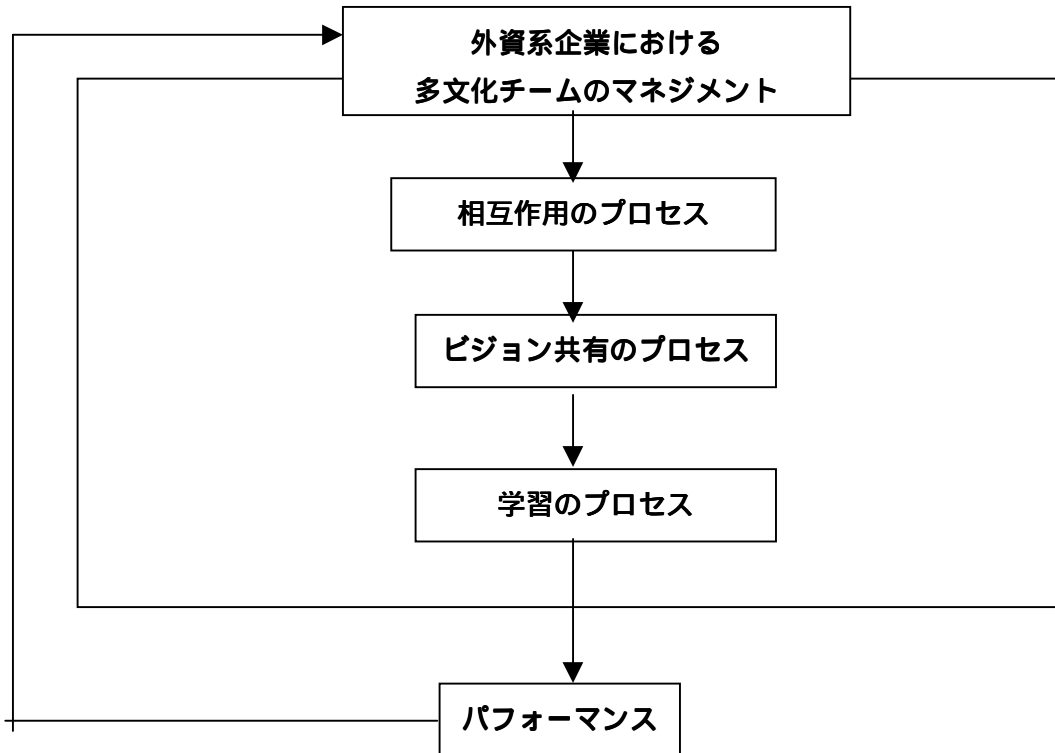 外資系企業における
多文化チームのマネジメント
相互作用のプロセス
ビジョン共有のプロセス
学習のプロセス
パフォーマンス